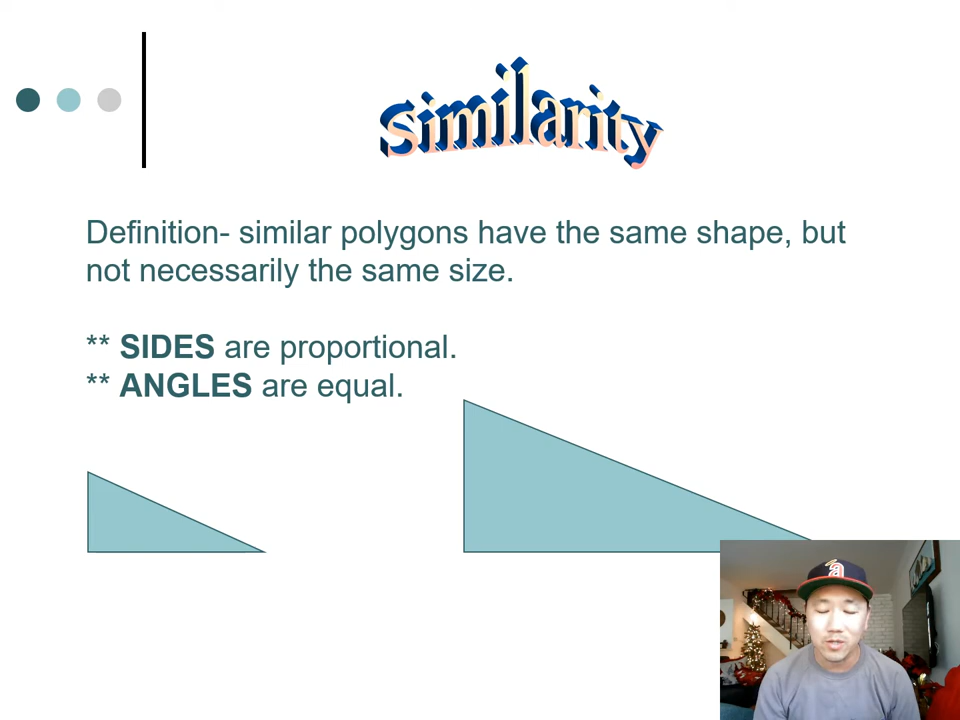 Similarity
Definition- similar polygons have the same shape, but
not necessarily the same size.
** SIDES are proportional.
** ANGLES are equal.
a